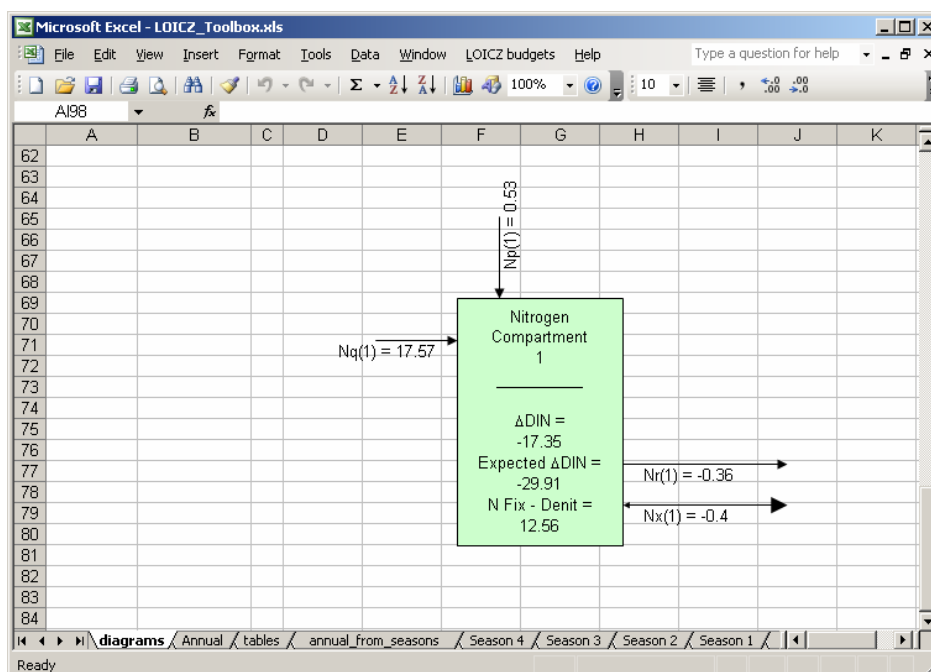 Microsoft Excel - LOICZ_Toolbox.xls
File Edit View Insert Format Tools Data Window LOICZ budgets Help Type a question for help
100% 10
AI98 fx
A B C D E F G H I J K
62
63
64
65
66
67
68
69
70
71
72
73
74
75
76
77
78
79
80
81
82
83
84
Np(1) = 0.53
Nq(1) = 17.57
Nitrogen
Compartment
1
ΔDIN =
-17.35
Expected ΔDIN =
-29.91
N Fix - Denit =
12.56
Nr(1) = -0.36
Nx(1) = -0.4
diagrams / Annual / tables / annual_from_seasons / Season 4 / Season 3 / Season 2 / Season 1 /
Ready